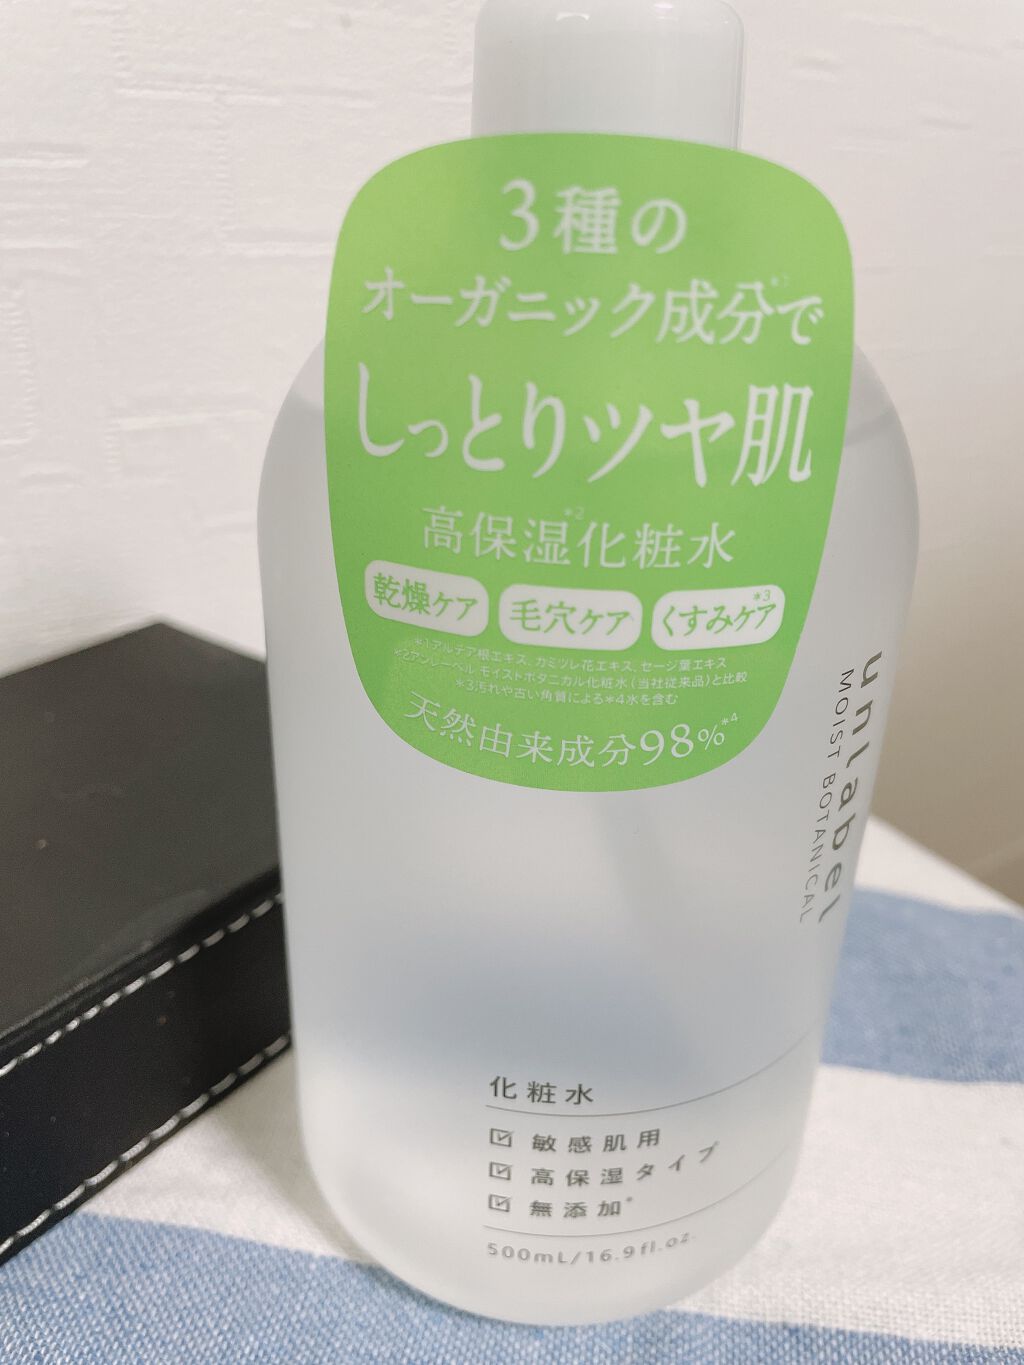 3種の
オーガニック成分*1で
しっとりツヤ肌
高保湿*2化粧水
乾燥ケア 毛穴ケア くすみケア*3
*1アルテア根エキス、カミツレ花エキス、セージ葉エキス
*2アンレーベル モイストボタニカル化粧水(当社従来品)と比較
*3汚れや古い角質による*4水を含む
天然由来成分98%*4
unlabel
MOIST BOTANICAL
化粧水
☑ 敏感肌用
☑ 高保湿タイプ
☑ 無添加*
500mL/16.9fl.oz.